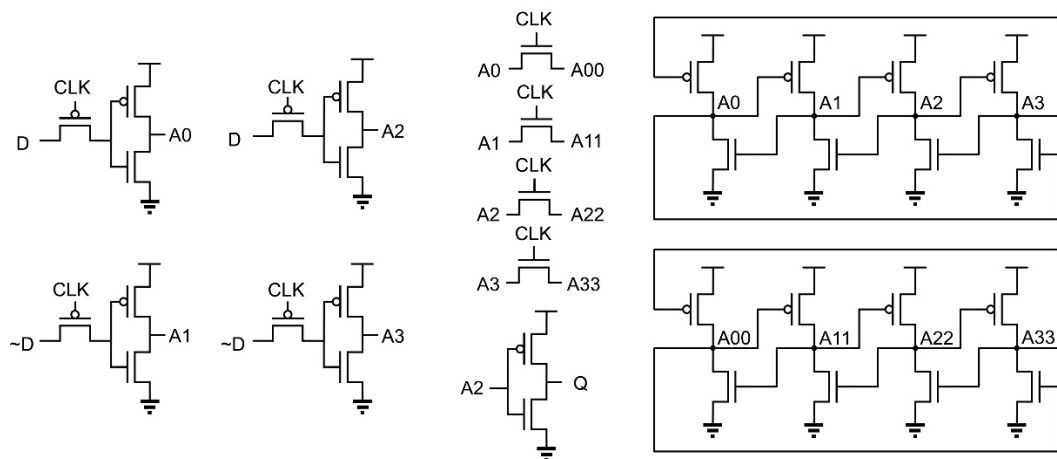 CLK
D
A0
CLK
D
A2
CLK
~D
A1
CLK
~D
A3
CLK
A0 A00
CLK
A1 A11
CLK
A2 A22
CLK
A3 A33
A2 Q
A0 A1 A2 A3
A00 A11 A22 A33